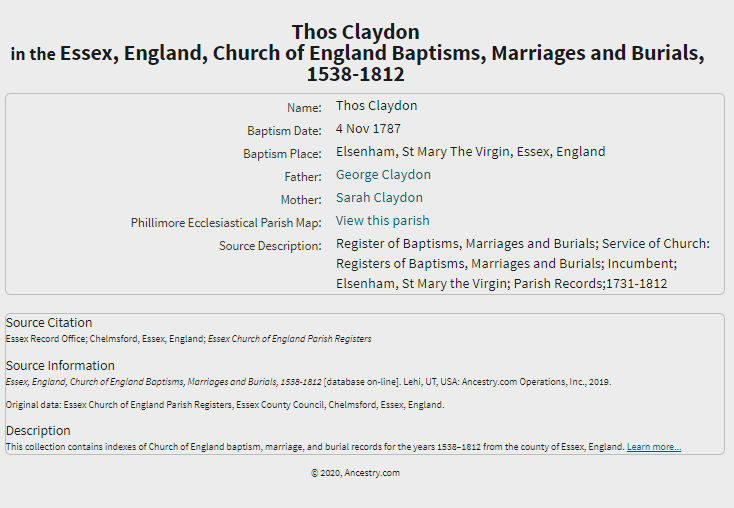 Thos Claydon
in the Essex, England, Church of England Baptisms, Marriages and Burials,
1538-1812
Name: Thos Claydon
Baptism Date: 4 Nov 1787
Baptism Place: Elsenham, St Mary The Virgin, Essex, England
Father: George Claydon
Mother: Sarah Claydon
Phillimore Ecclesiastical Parish Map: View this parish
Source Description: Register of Baptisms, Marriages and Burials; Service of Church:
Registers of Baptisms, Marriages and Burials; Incumbent;
Elsenham, St Mary the Virgin; Parish Records;1731-1812
Source Citation
Essex Record Office; Chelmsford, Essex, England; Essex Church of England Parish Registers
Source Information
Essex, England, Church of England Baptisms, Marriages and Burials, 1538-1812 [database on-line]. Lehi, UT, USA: Ancestry.com Operations, Inc., 2019.
Original data: Essex Church of England Parish Registers, Essex County Council, Chelmsford, Essex, England.
Description
This collection contains indexes of Church of England baptism, marriage, and burial records for the years 1538–1812 from the county of Essex, England. Learn more...
© 2020, Ancestry.com